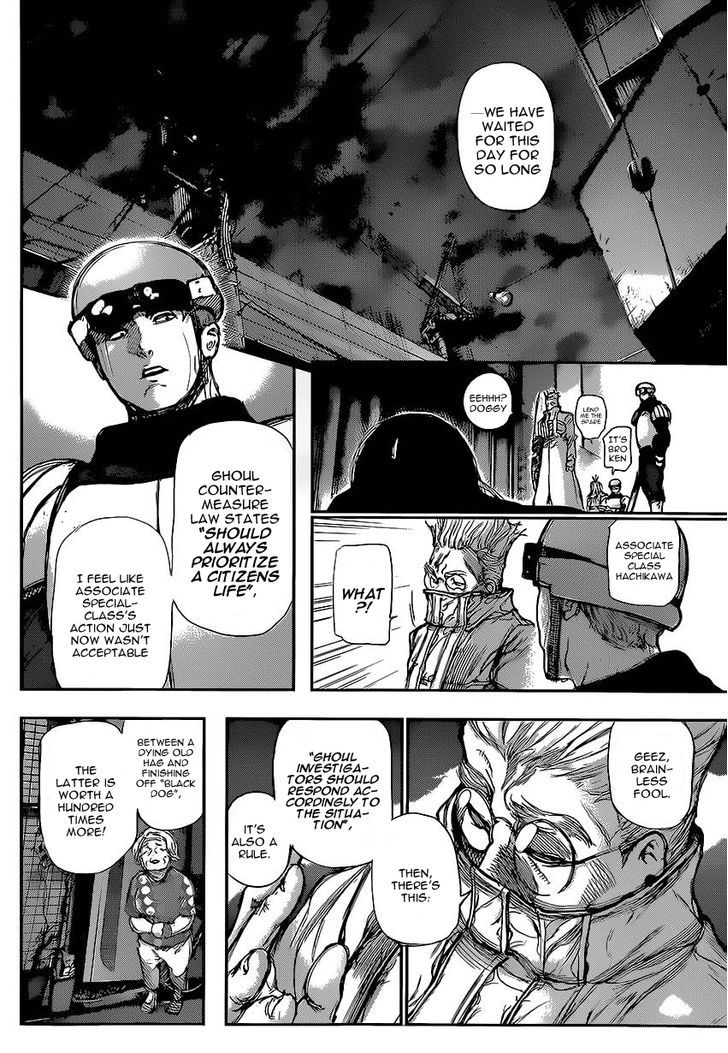 —WE HAVE
WAITED
FOR THIS
DAY FOR
SO LONG
EEHHH?
DOGGY
LEND
ME THE
SPARE
IT'S
BRO
KEN
ASSOCIATE
SPECIAL
CLASS
HACHIKAWA
WHAT
?!
GHOUL
COUNTER-
MEASURE
LAW STATES
"SHOULD
ALWAYS
PRIORITIZE
A CITIZENS
LIFE",
I FEEL LIKE
ASSOCIATE
SPECIAL-
CLASS'S
ACTION JUST
NOW WASN'T
ACCEPTABLE
GEEZ,
BRAIN-
LESS
FOOL.
THEN,
THERE'S
THIS:
"GHOUL
INVESTIGA-
TORS SHOULD
RESPOND AC-
CORDINGLY TO
THE SITUA-
TION",
IT'S
ALSO A
RULE.
BETWEEN A
DYING OLD
HAG AND
FINISHING
OFF "BLACK
DOG",
THE
LATTER IS
WORTH A
HUNDRED
TIMES
MORE!